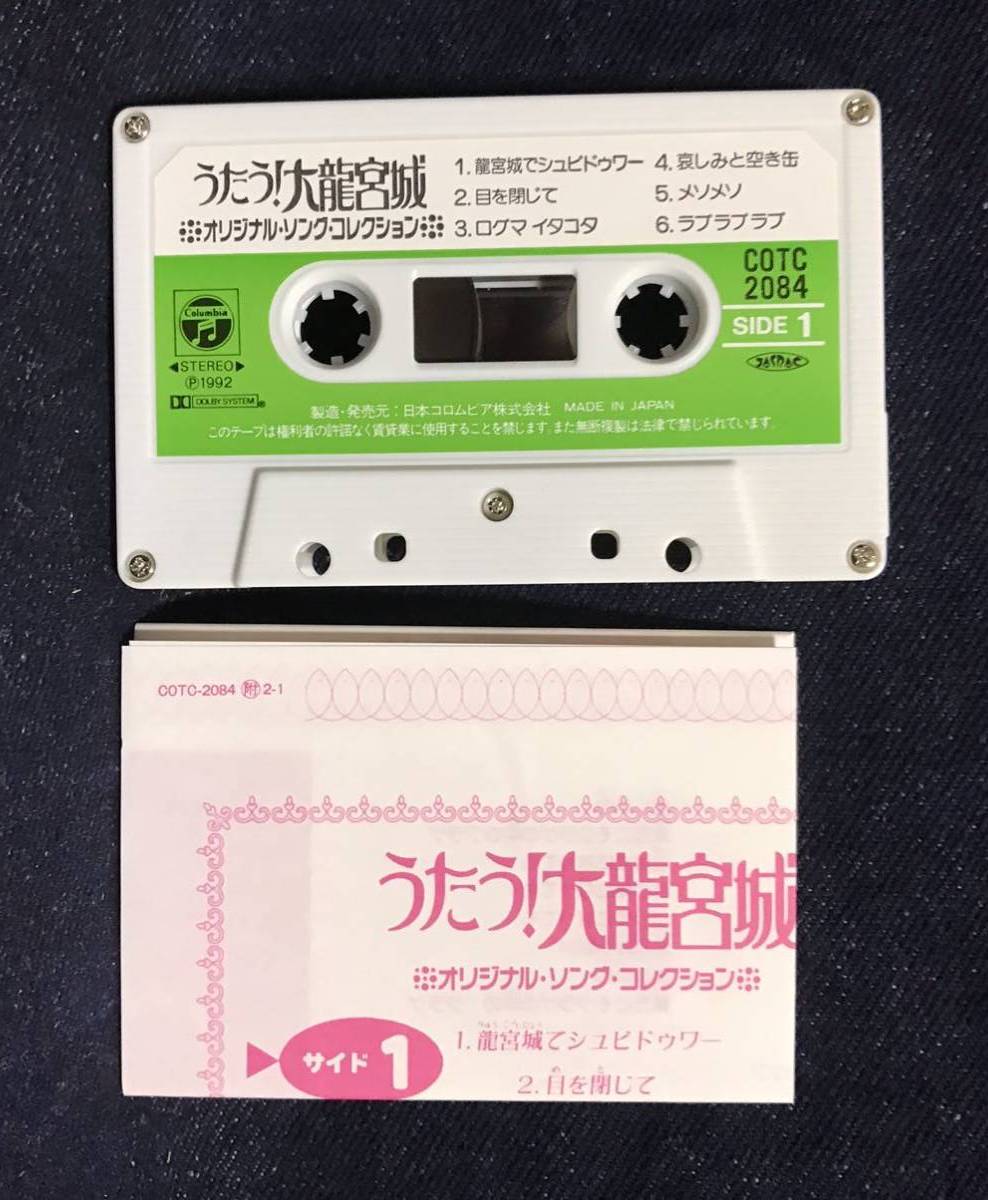 うたう!大龍宮城
オリジナル・ソング・コレクション
1. 龍宮城でシュビドゥワー
2. 目を閉じて
3. ログマ イタコタ
4. 哀しみと空き缶
5. メソメソ
6. ラブラブラブ
COTC
2084
SIDE 1
JASRAC
Columbia
◀STEREO▶
Ⓟ1992
DOLBY SYSTEM®
製造・発売元：日本コロムビア株式会社 MADE IN JAPAN
このテープは権利者の許諾なく賃貸業に使用することを禁じます。また無断複製は法律で禁じられています。
COTC-2084 ㊟ 2-1
うたう!大龍宮城
オリジナル・ソング・コレクション
サイド 1
1. 龍宮城でシュビドゥワー
2. 目を閉じて